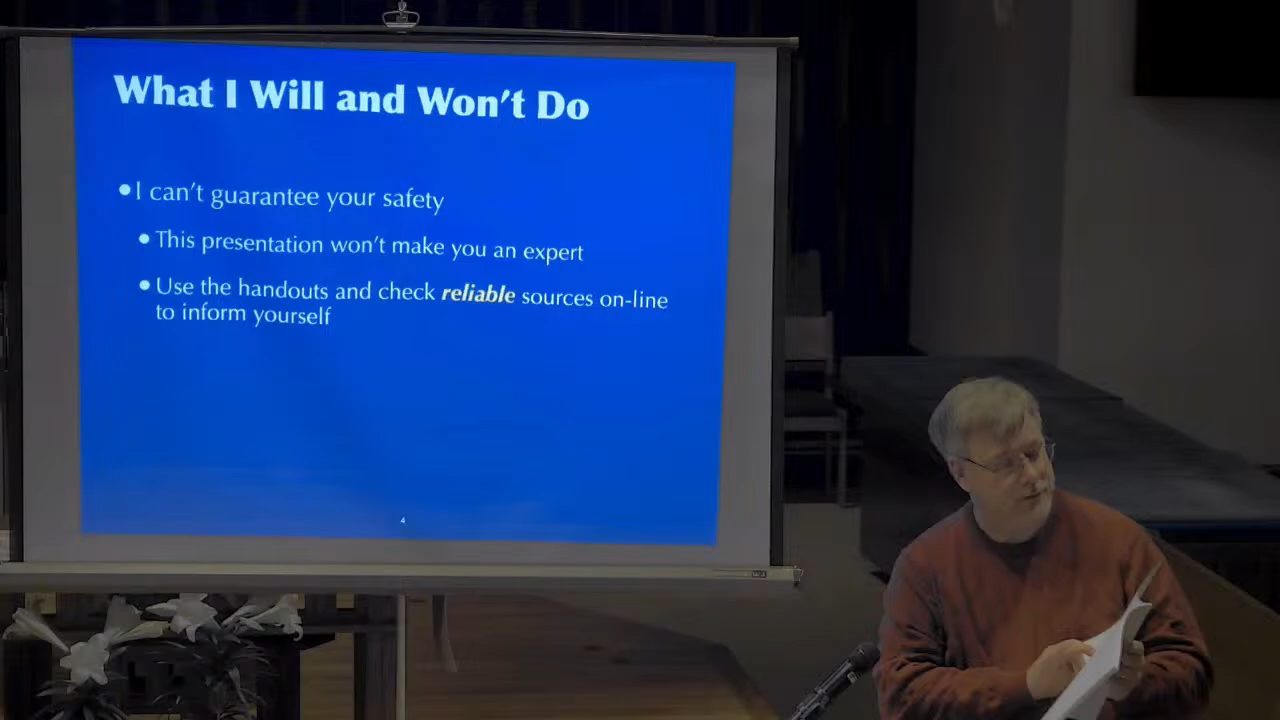 What I Will and Won't Do
•I can't guarantee your safety
•This presentation won't make you an expert
•Use the handouts and check reliable sources on-line
to inform yourself
4